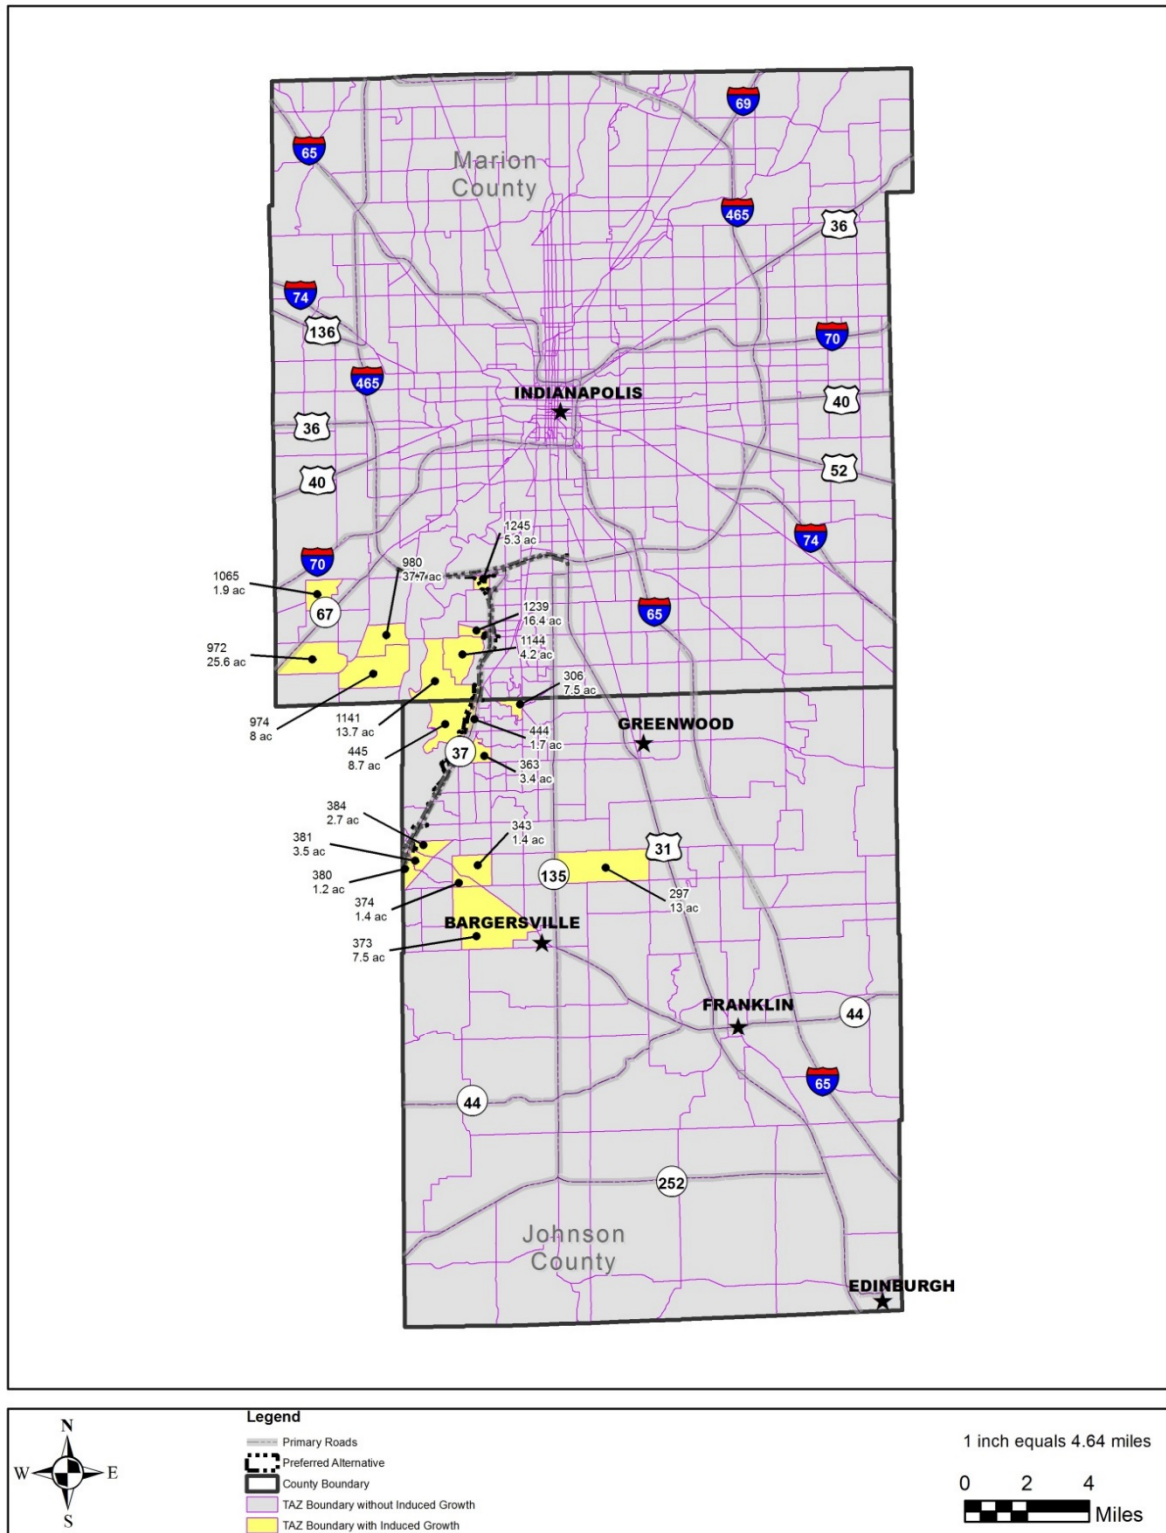 69
65
Marion
County
465
36
74
136
70
465
INDIANAPOLIS
40
36
52
40
1245
5.3 ac
74
70
980
37.7 ac
1065
1.9 ac
67
1239
16.4 ac
65
1144
4.2 ac
972
25.6 ac
306
7.5 ac
974
8 ac
1141
13.7 ac
GREENWOOD
444
1.7 ac
445
8.7 ac
37
363
3.4 ac
384
2.7 ac
343
1.4 ac
381
3.5 ac
31
380
1.2 ac
135
297
13 ac
374
1.4 ac
BARGERSVILLE
373
7.5 ac
FRANKLIN
44
65
44
252
Johnson
County
EDINBURGH
N
W E
S
Legend
Primary Roads
Preferred Alternative
County Boundary
TAZ Boundary without Induced Growth
TAZ Boundary with Induced Growth
1 inch equals 4.64 miles
0 2 4
Miles